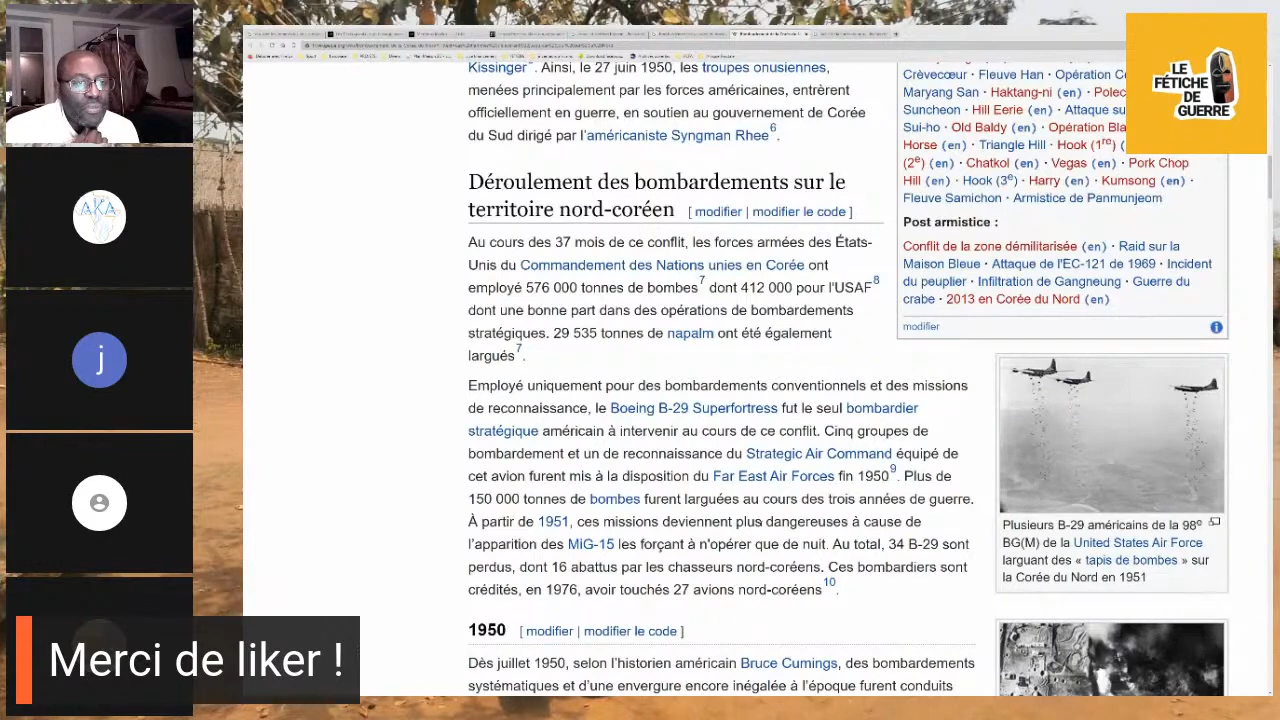 Kissinger". Ainsi, le 27 juin 1950, les troupes onusiennes,
menées principalement par les forces américaines, entrèrent
officiellement en guerre, en soutien au gouvernement de Corée
du Sud dirigé par l'américaniste Syngman Rhee6.
Déroulement des bombardements sur le
territoire nord-coréen [ modifier | modifier le code ]
Au cours des 37 mois de ce conflit, les forces armées des États-
Unis du Commandement des Nations unies en Corée ont
employé 576 000 tonnes de bombes7 dont 412 000 pour l'USAF8
dont une bonne part dans des opérations de bombardements
stratégiques. 29 535 tonnes de napalm ont été également
largués7.
Employé uniquement pour des bombardements conventionnels et des missions
de reconnaissance, le Boeing B-29 Superfortress fut le seul bombardier
stratégique américain à intervenir au cours de ce conflit. Cinq groupes de
bombardement et un de reconnaissance du Strategic Air Command équipé de
cet avion furent mis à la disposition du Far East Air Forces fin 19509. Plus de
150 000 tonnes de bombes furent larguées au cours des trois années de guerre.
À partir de 1951, ces missions deviennent plus dangereuses à cause de
l'apparition des MiG-15 les forçant à n'opérer que de nuit. Au total, 34 B-29 sont
perdus, dont 16 abattus par les chasseurs nord-coréens. Ces bombardiers sont
crédités, en 1976, avoir touchés 27 avions nord-coréens10.
1950 [ modifier | modifier le code ]
Dès juillet 1950, selon l'historien américain Bruce Cumings, des bombardements
systématiques et d'une envergure encore inégalée à l'époque furent conduits
Crèvecœur · Fleuve Han · Opération C
Maryang San · Haktang-ni (en) · Polec
Suncheon · Hill Eerie (en) · Attaque su
Sui-ho · Old Baldy (en) · Opération Bla
Horse (en) · Triangle Hill · Hook (1re) (
(2e) (en) · Chatkol (en) · Vegas (en) · Pork Chop
Hill (en) · Hook (3e) · Harry (en) · Kumsong (en) ·
Fleuve Samichon · Armistice de Panmunjeom
Post armistice :
Conflit de la zone démilitarisée (en) · Raid sur la
Maison Bleue · Attaque de l'EC-121 de 1969 · Incident
du peuplier · Infiltration de Gangneung · Guerre du
crabe · 2013 en Corée du Nord (en)
modifier
Plusieurs B-29 américains de la 98e
BG(M) de la United States Air Force
larguant des « tapis de bombes » sur
la Corée du Nord en 1951
LE
FÉTICHE
DE
GUERRE
AKA
j
Merci de liker !